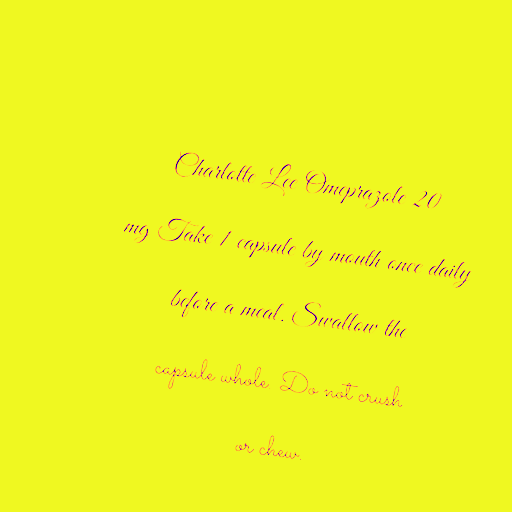 Charlotte Lee Omeprazole 20
mg Take 1 capsule by mouth once daily
before a meal. Swallow the
capsule whole. Do not crush
or chew.